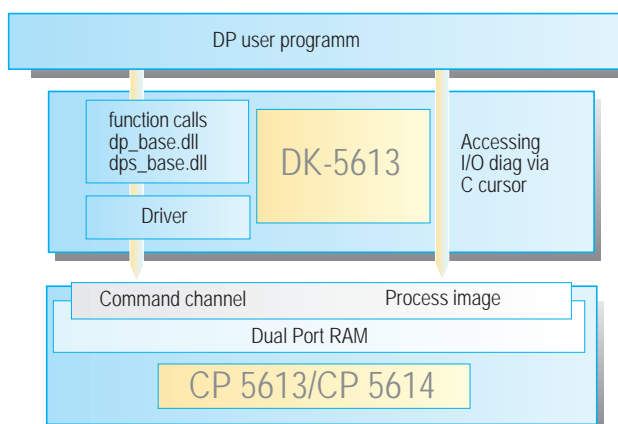 DP user programm
function calls
dp_base.dll
dps_base.dll
DK-5613
Accessing
I/O diag via
C cursor
Driver
Command channel
Process image
Dual Port RAM
CP 5613/CP 5614